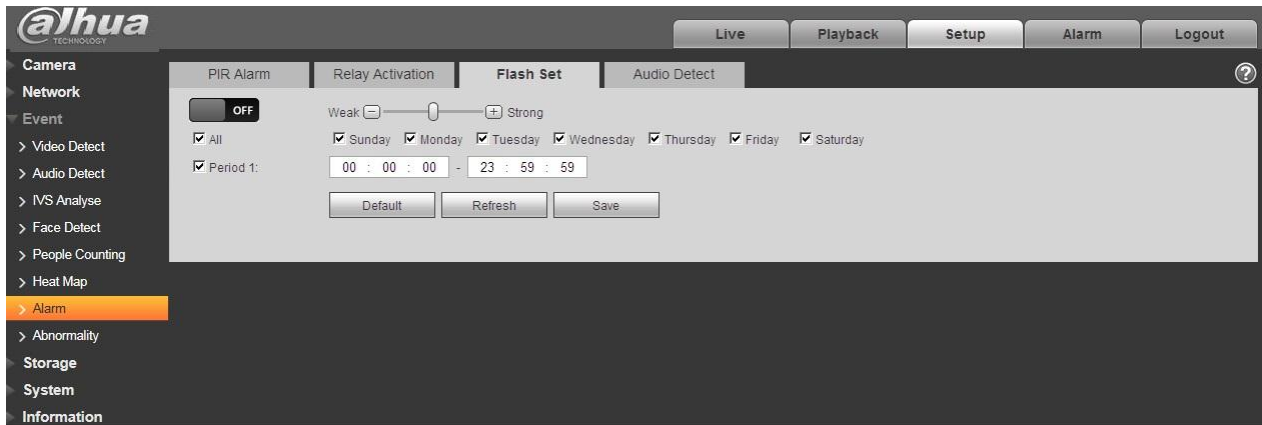 alhua
TECHNOLOGY
Live Playback Setup Alarm Logout
Camera
Network
Event
> Video Detect
> Audio Detect
> IVS Analyse
> Face Detect
> People Counting
> Heat Map
> Alarm
> Abnormality
Storage
System
Information
PIR Alarm Relay Activation Flash Set Audio Detect
?
OFF Weak - + Strong
All Sunday Monday Tuesday Wednesday Thursday Friday Saturday
Period 1: 00 : 00 : 00 - 23 : 59 : 59
Default Refresh Save